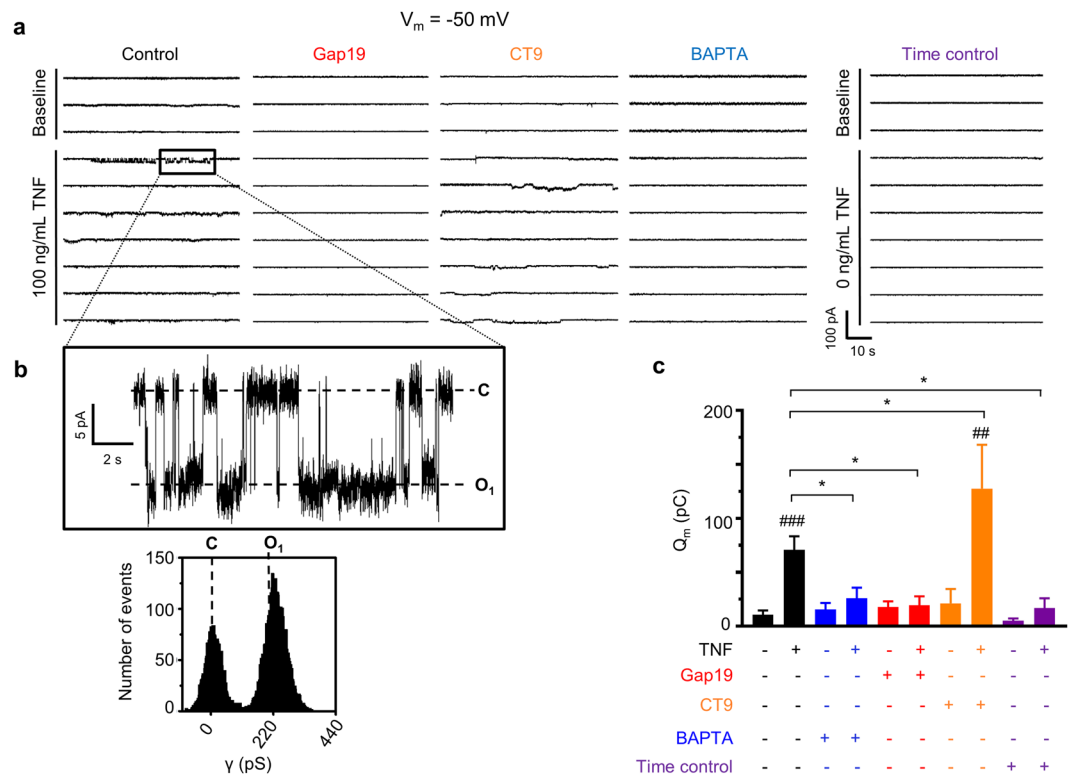 a
V_m = -50 mV
Control Gap19 CT9 BAPTA Time control
Baseline
Baseline
100 ng/mL TNF
0 ng/mL TNF
100 pA
10 s
b
C
5 pA
2 s
O₁
C O₁
150
100
50
0
Number of events
0 220 440
γ (pS)
c
*
*
*
*
###
##
200
100
0
Q_m (pC)
TNF - + - + - + - + - +
Gap19 - - - - + + - - - -
CT9 - - - - - - + + - -
BAPTA - - + + - - - - - -
Time control - - - - - - - - + +